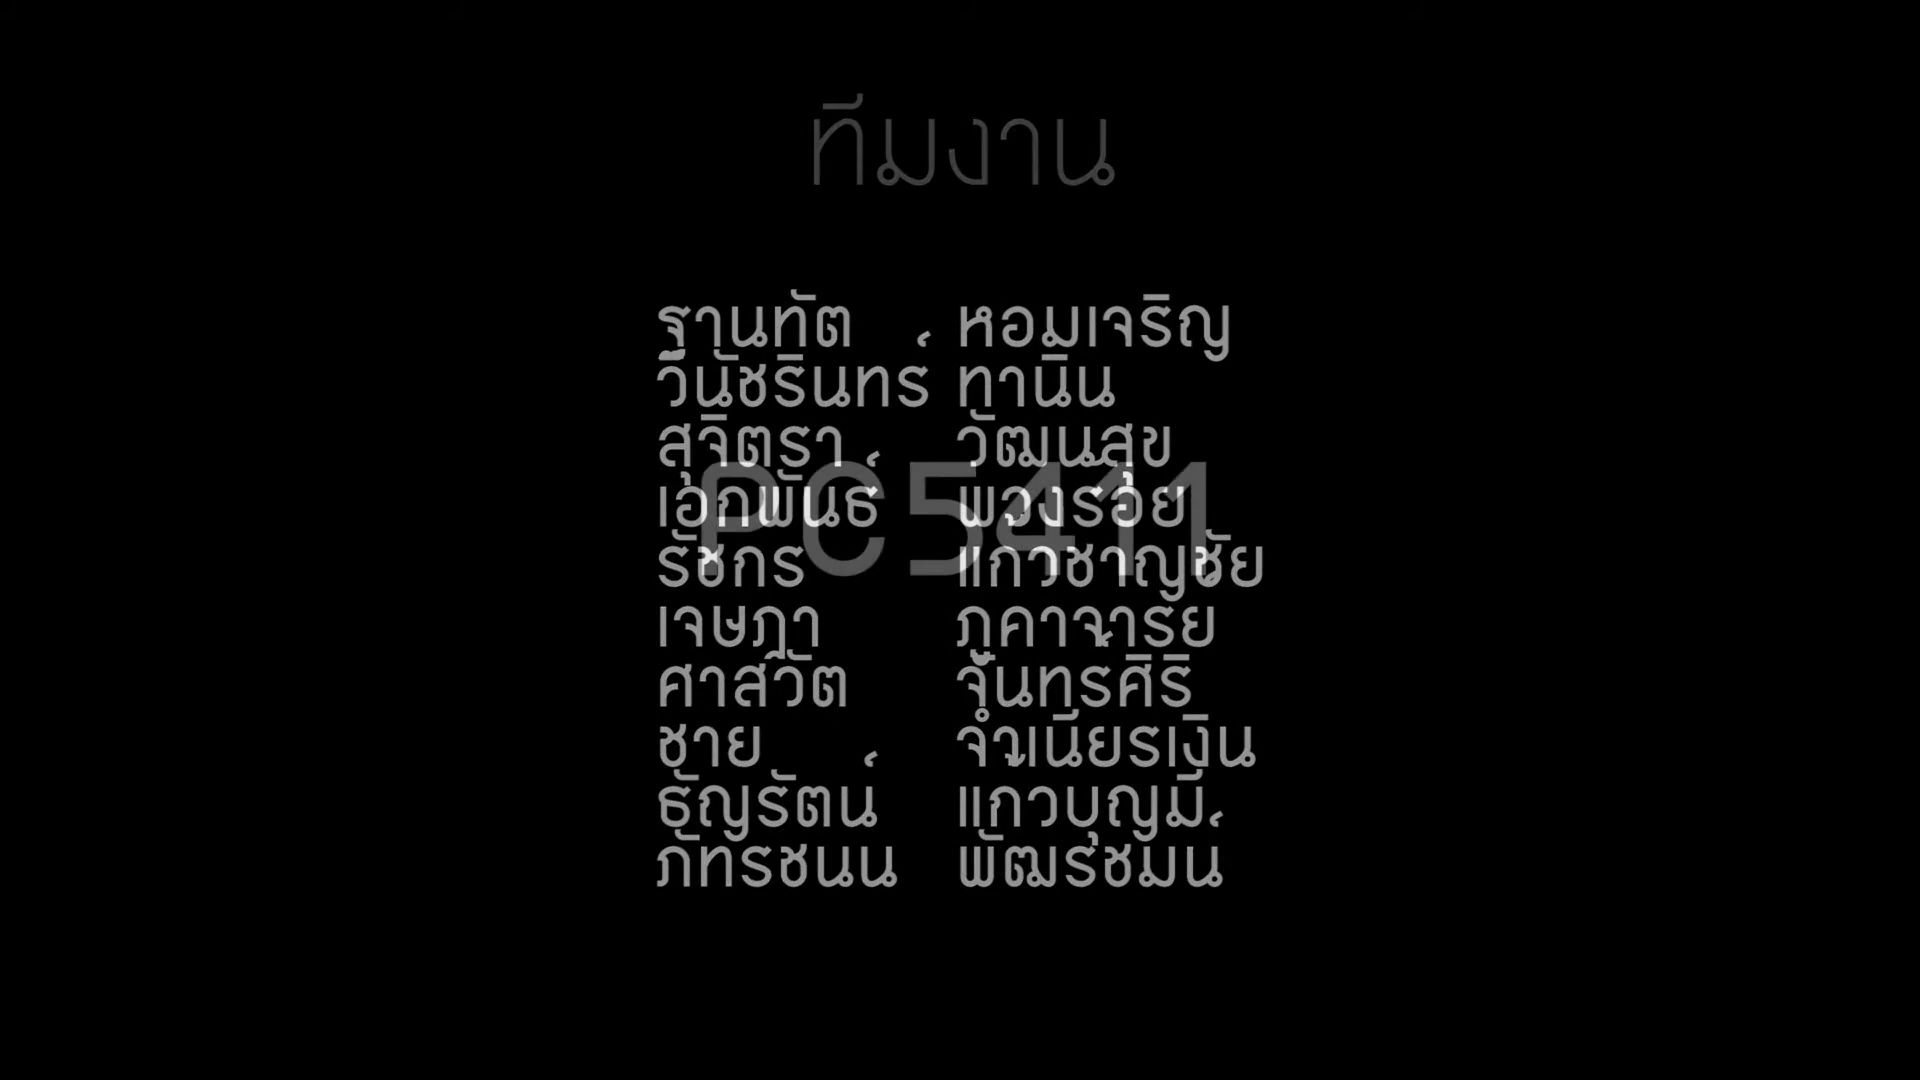 ทีมงาน
ฐานทัต หอมเจริญ
วินัชรินทร์ ทานิน
สุจิตรา วัฒนสุข
เอกพันธ์ พวงร้อย
PC5411
รัชกร แก้วชาญชัย
เจษฎา ภูคาจารย์
ศาสวัต จันทร์ศิริ
ชาย จำเนียรเงิน
ธัญรัตน์ แก้วบุญมี
ภัทรชนน พัฒร์ชมน